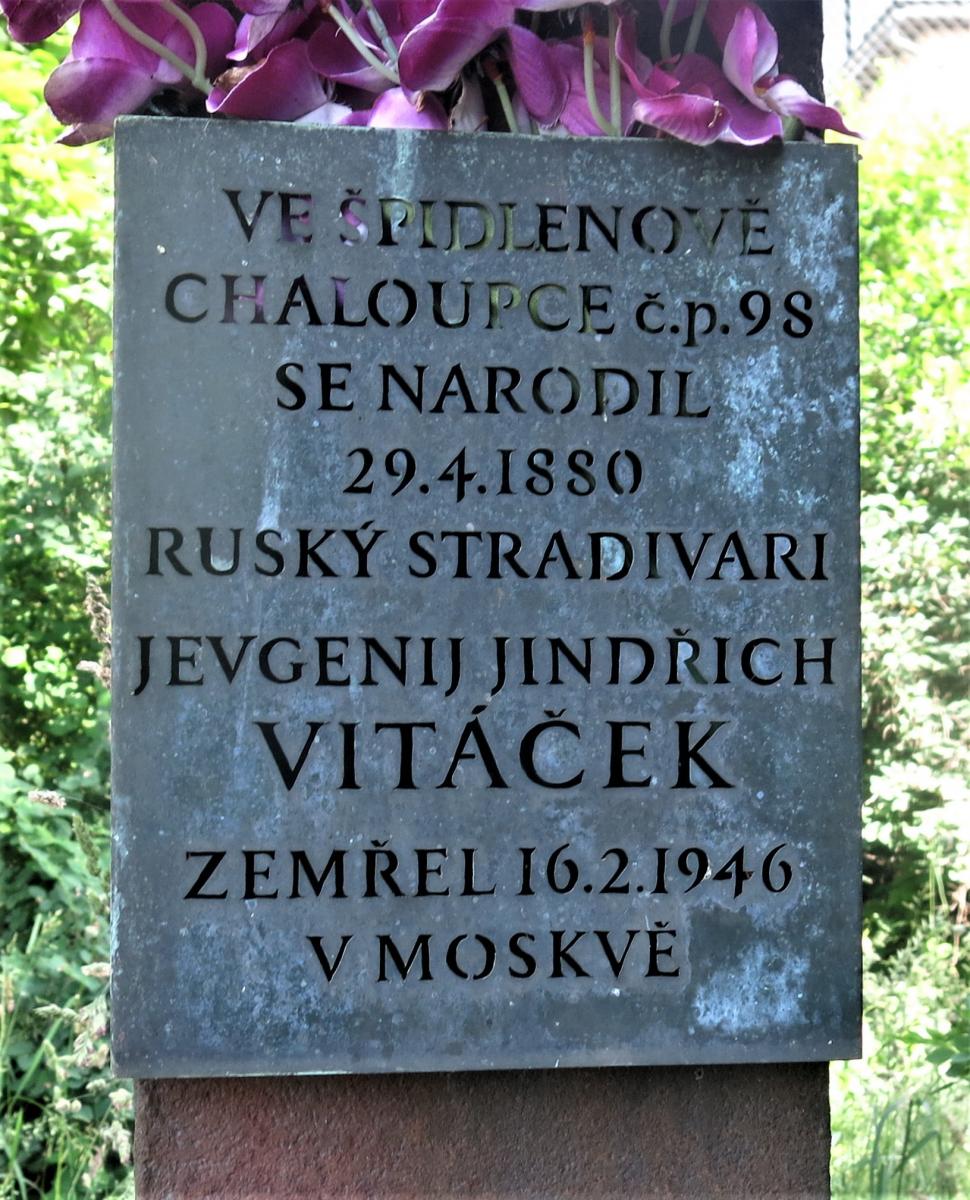 VE ŠPIDLENOVĚ
CHALOUPCE č.p.98
SE NARODIL
29.4.1880
RUSKÝ STRADIVARI
JEVGENIJ JINDŘICH
VITÁČEK
ZEMŘEL 16.2.1946
V MOSKVĚ